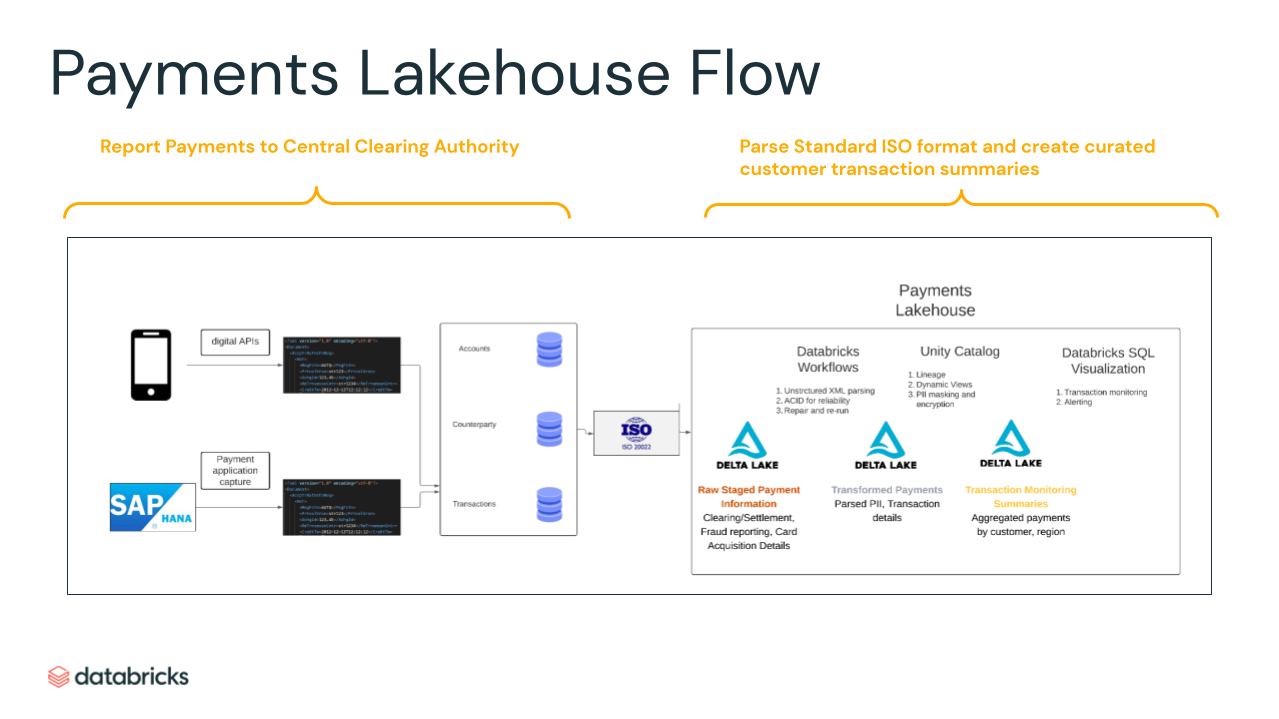 Payments Lakehouse Flow
Report Payments to Central Clearing Authority
Parse Standard ISO format and create curated
customer transaction summaries
digital APIs
Payment
application
capture
SAP
HANA
Accounts
Counterparty
Transactions
ISO
ISO 20022
Payments
Lakehouse
Databricks
Workflows
1. Unstrctured XML parsing
2. ACID for reliability
3. Repair and re-run
Unity Catalog
1. Lineage
2. Dynamic Views
3. PII masking and
encryption
Databricks SQL
Visualization
1. Transaction monitoring
2. Alerting
DELTA LAKE
DELTA LAKE
DELTA LAKE
Raw Staged Payment
Information
Clearing/Settlement,
Fraud reporting, Card
Acquisition Details
Transformed Payments
Parsed PII, Transaction
details
Transaction Monitoring
Summaries
Aggregated payments
by customer, region
databricks